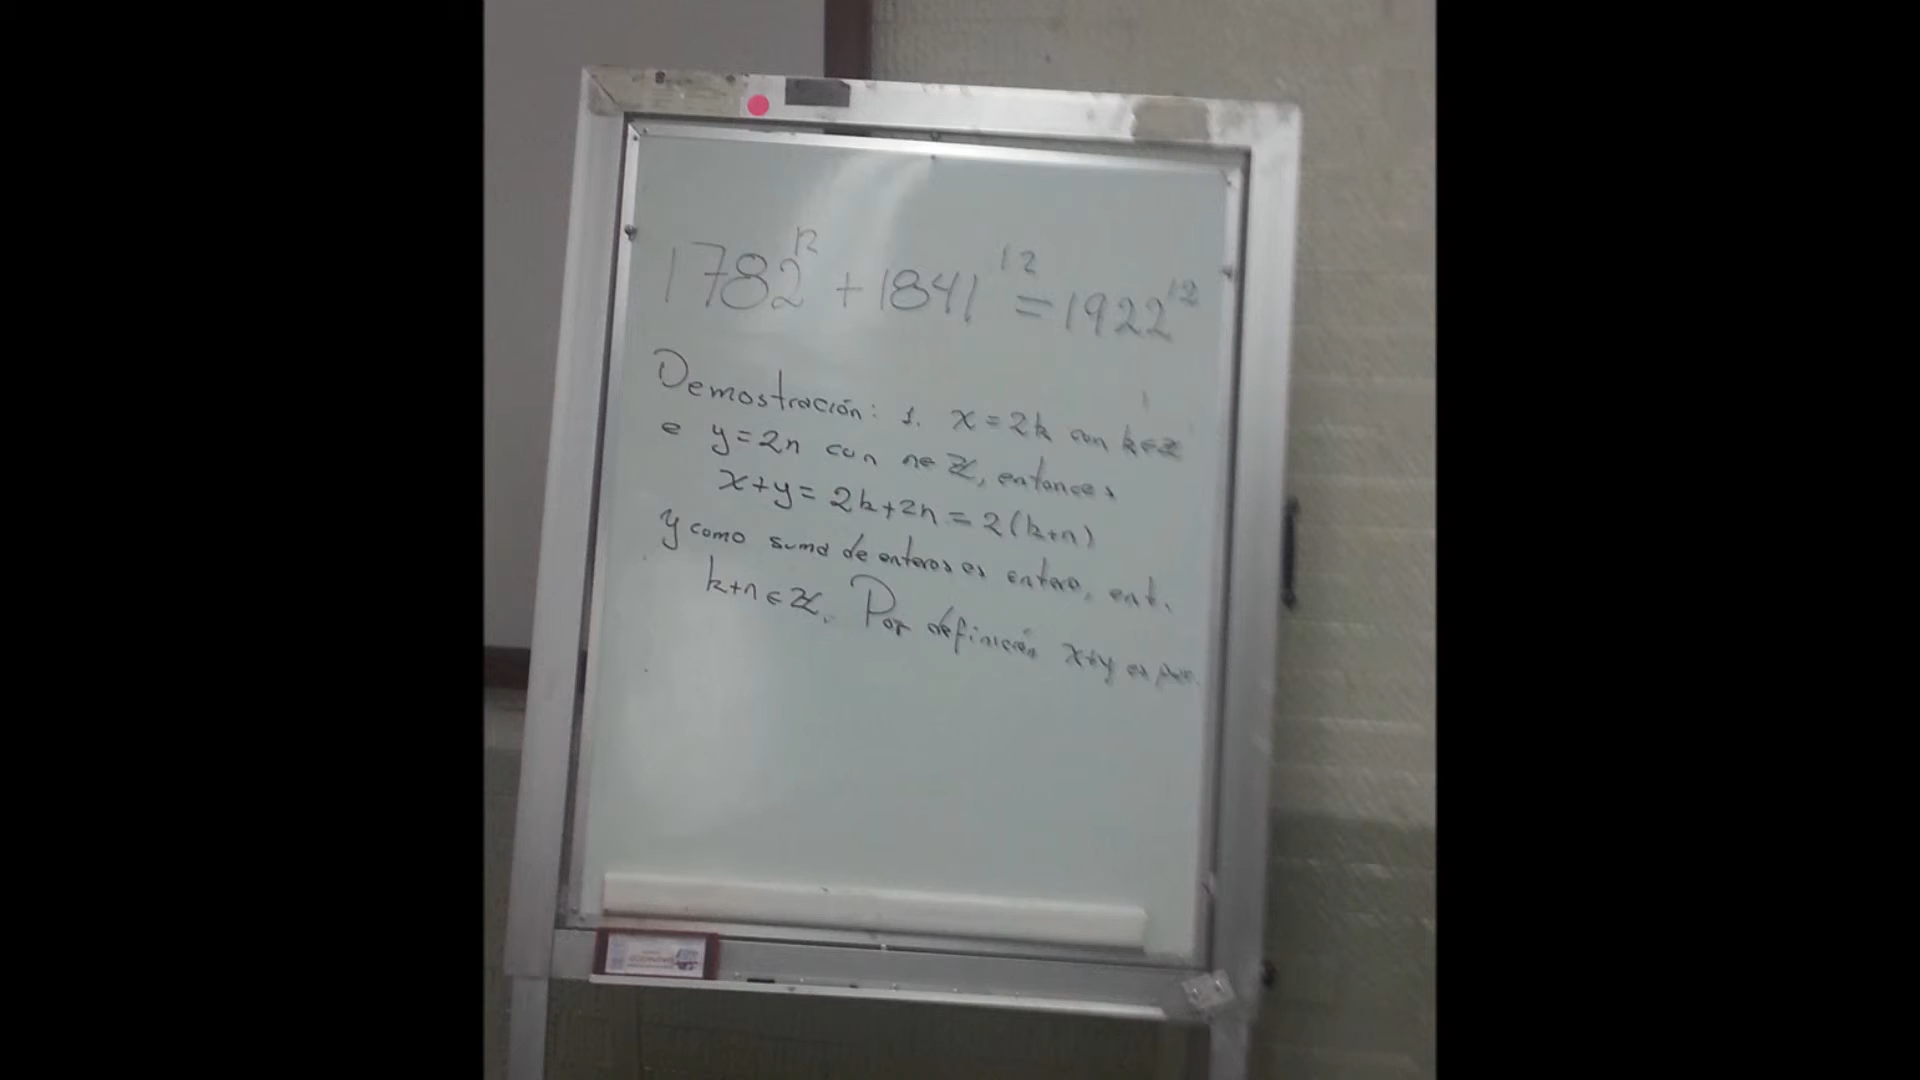 1782¹² + 1841¹² = 1922¹²
Demostración: 1. x = 2k con k∈ℤ
e y = 2n con n∈ℤ, entonces
x+y = 2k+2n = 2(k+n)
y como suma de enteros es entero, ent.
k+n∈ℤ. Por definición x+y es par.